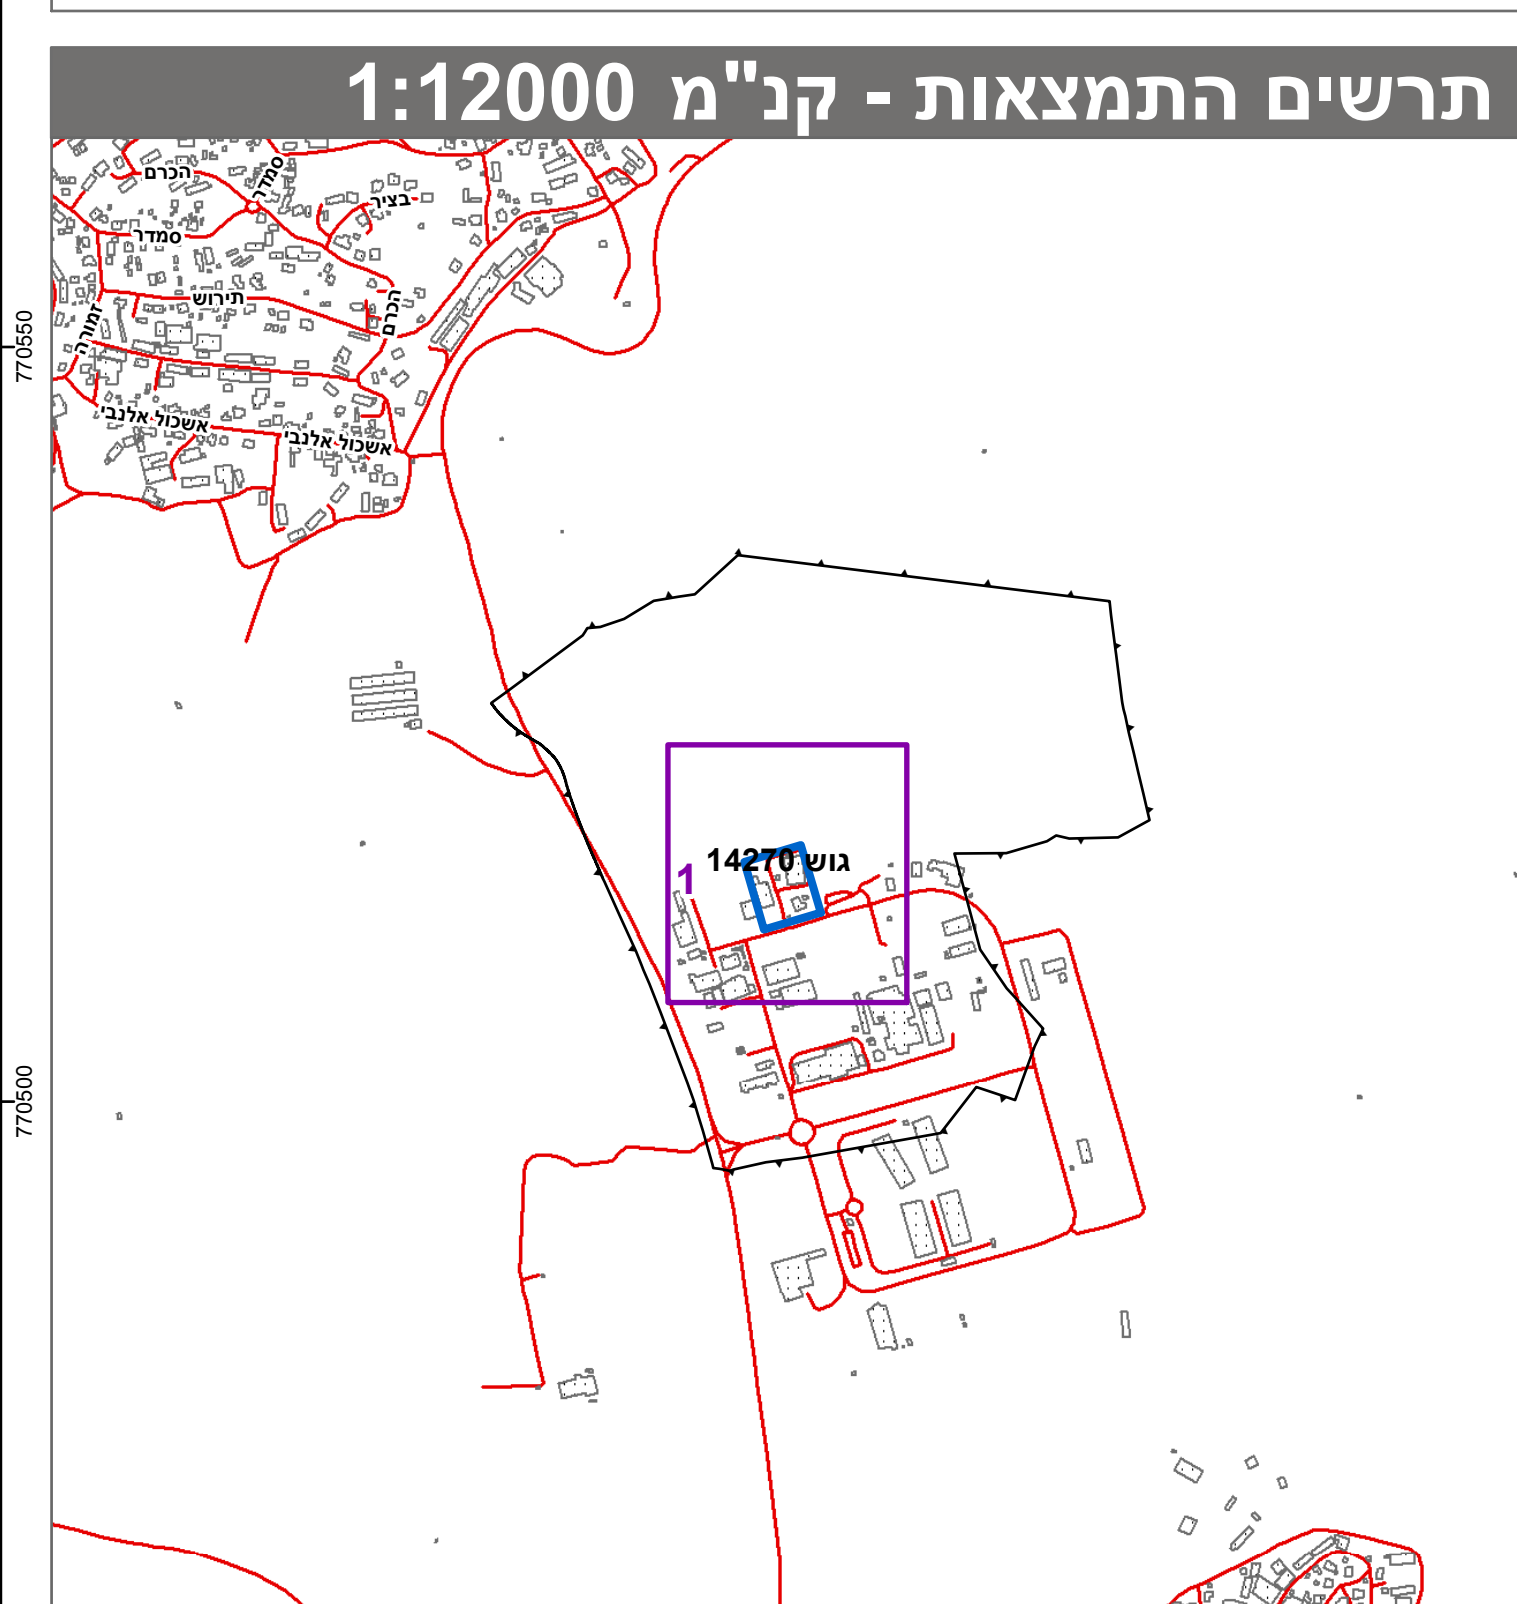 תרשים התמצאות - קנ"מ 1:12000
הכרם
סמדר
בציר
סמדר
תירוש
הכרם
זמורה
אשכול אלנבי
אשכול אלנבי
770550
גוש 14270
1
770500